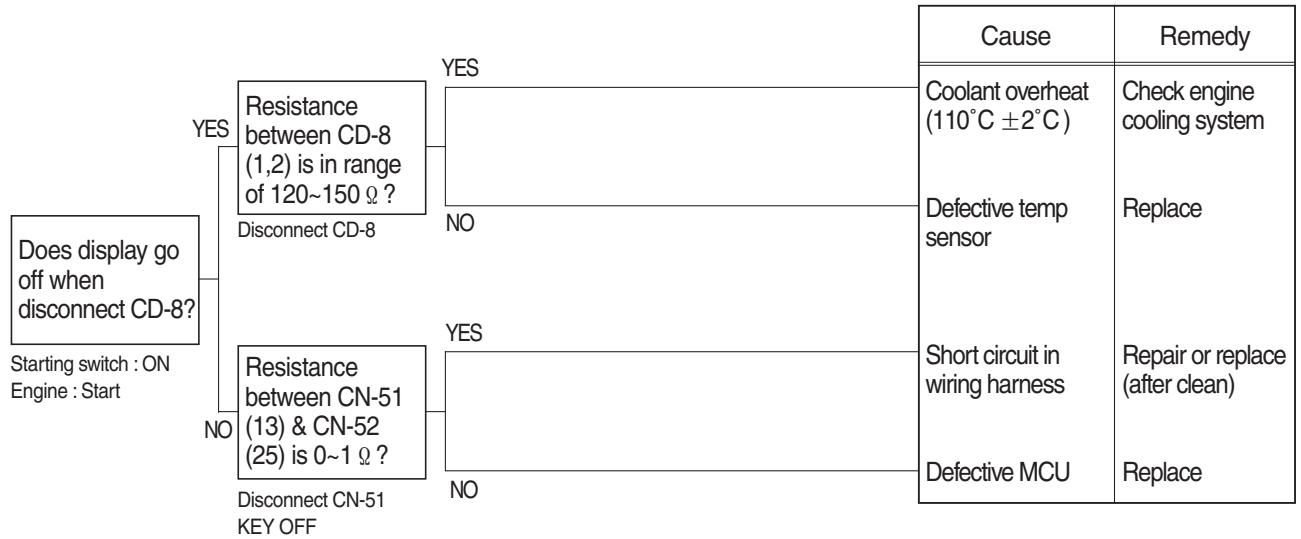 Does display go
off when
disconnect CD-8?
Starting switch : ON
Engine : Start
YES
Resistance
between CD-8
(1,2) is in range
of 120~150 Ω ?
Disconnect CD-8
NO
Resistance
between CN-51
(13) & CN-52
(25) is 0~1 Ω ?
Disconnect CN-51
KEY OFF
YES
NO
YES
NO
Cause
Remedy
Coolant overheat
(110˚C ±2˚C )
Check engine
cooling system
Defective temp
sensor
Replace
Short circuit in
wiring harness
Repair or replace
(after clean)
Defective MCU
Replace